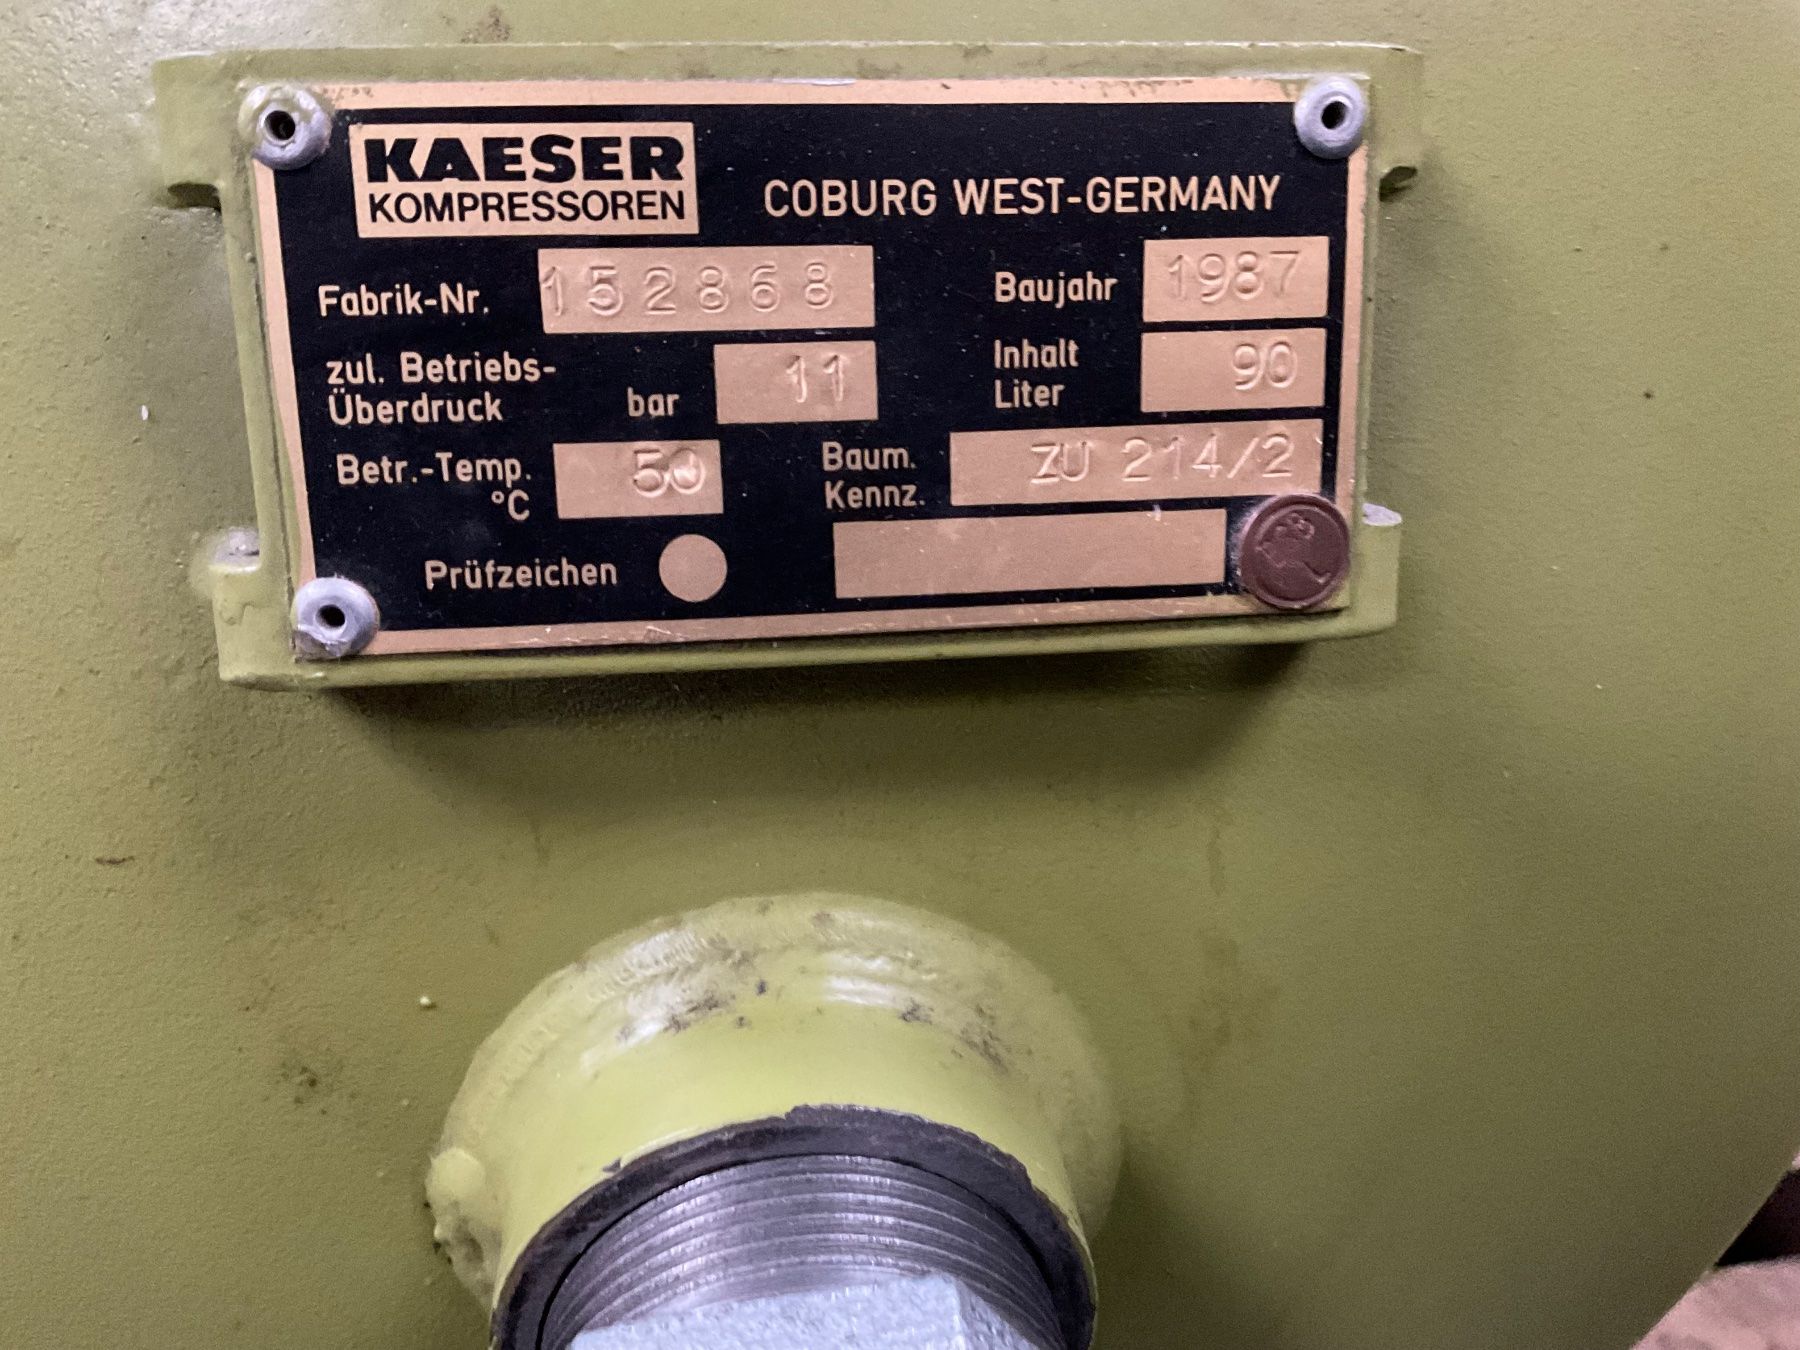 KAESER
KOMPRESSOREN
COBURG WEST-GERMANY
Fabrik-Nr. 152868
Baujahr 1987
zul. Betriebs-
Überdruck bar 11
Inhalt
Liter 90
Betr.-Temp.
°C 50
Baum.
Kennz. ZU 214/2
Prüfzeichen